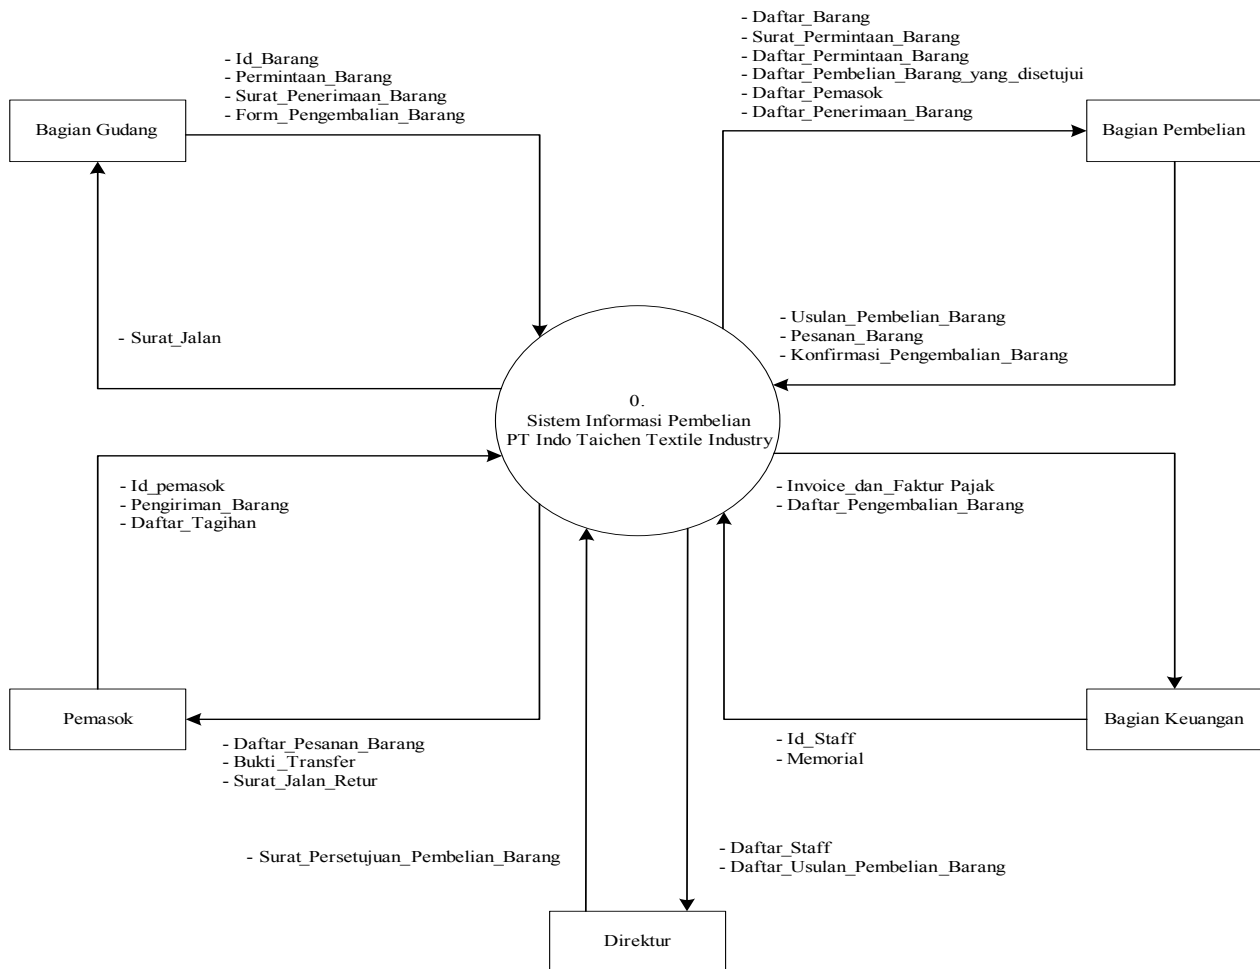 - Daftar_Barang
- Surat_Permintaan_Barang
- Daftar_Permintaan_Barang
- Daftar_Pembelian_Barang_yang_disetujui
- Daftar_Pemasok
- Daftar_Penerimaan_Barang
- Id_Barang
- Permintaan_Barang
- Surat_Penerimaan_Barang
- Form_Pengembalian_Barang
Bagian Gudang
Bagian Pembelian
- Surat_Jalan
- Usulan_Pembelian_Barang
- Pesanan_Barang
- Konfirmasi_Pengembalian_Barang
0.
Sistem Informasi Pembelian
PT Indo Taichen Textile Industry
- Id_pemasok
- Pengiriman_Barang
- Daftar_Tagihan
- Invoice_dan_Faktur Pajak
- Daftar_Pengembalian_Barang
Pemasok
Bagian Keuangan
- Daftar_Pesanan_Barang
- Bukti_Transfer
- Surat_Jalan_Retur
- Id_Staff
- Memorial
- Surat_Persetujuan_Pembelian_Barang
- Daftar_Staff
- Daftar_Usulan_Pembelian_Barang
Direktur